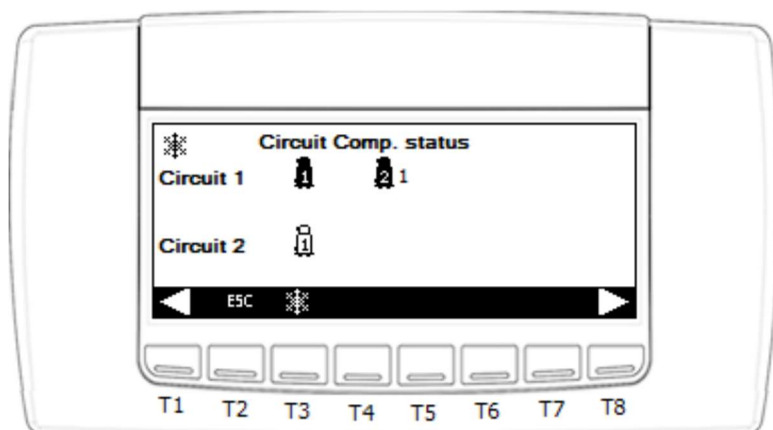 Circuit Comp. status
Circuit 1 1 2 1
Circuit 2 1
ESC
T1 T2 T3 T4 T5 T6 T7 T8